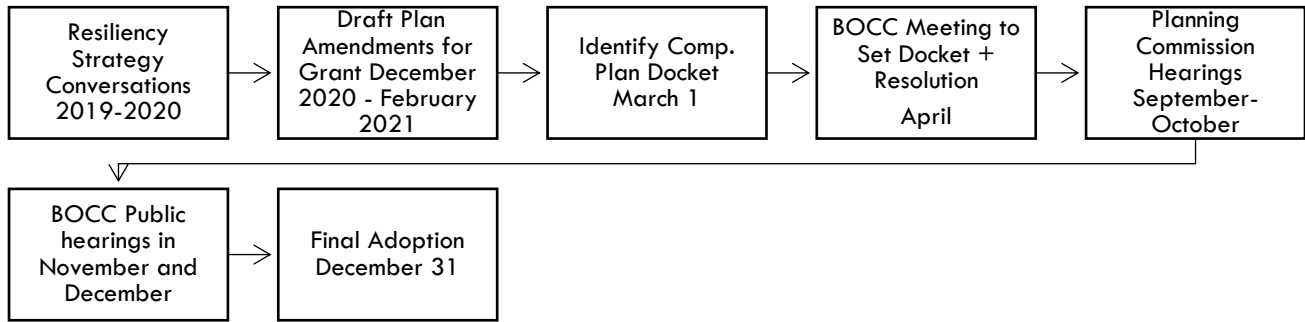 Resiliency
Strategy
Conversations
2019-2020
Draft Plan
Amendments for
Grant December
2020 - February
2021
Identify Comp.
Plan Docket
March 1
BOCC Meeting to
Set Docket +
Resolution
April
Planning
Commission
Hearings
September-
October
BOCC Public
hearings in
November and
December
Final Adoption
December 31